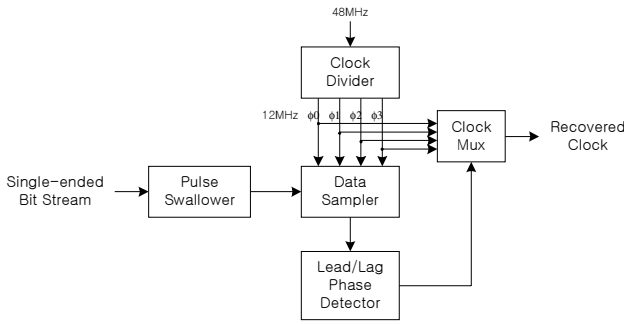 48MHz
Clock
Divider
12MHz ϕ0 ϕ1 ϕ2 ϕ3
Clock
Mux
Recovered
Clock
Single-ended
Bit Stream
Pulse
Swallower
Data
Sampler
Lead/Lag
Phase
Detector